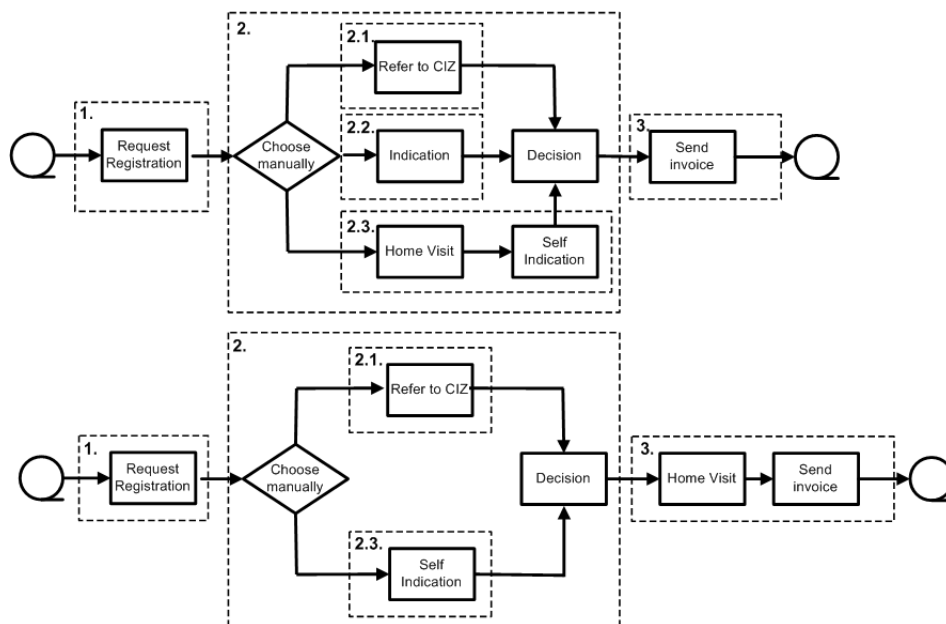 2.
2.1.
Refer to CIZ
1.
Request
Registration
Choose
manually
2.2.
Indication
Decision
3.
Send
invoice
2.3.
Home Visit
Self
Indication
2.
2.1.
Refer to CIZ
1.
Request
Registration
Choose
manually
Decision
3.
Home Visit
Send
invoice
2.3.
Self
Indication